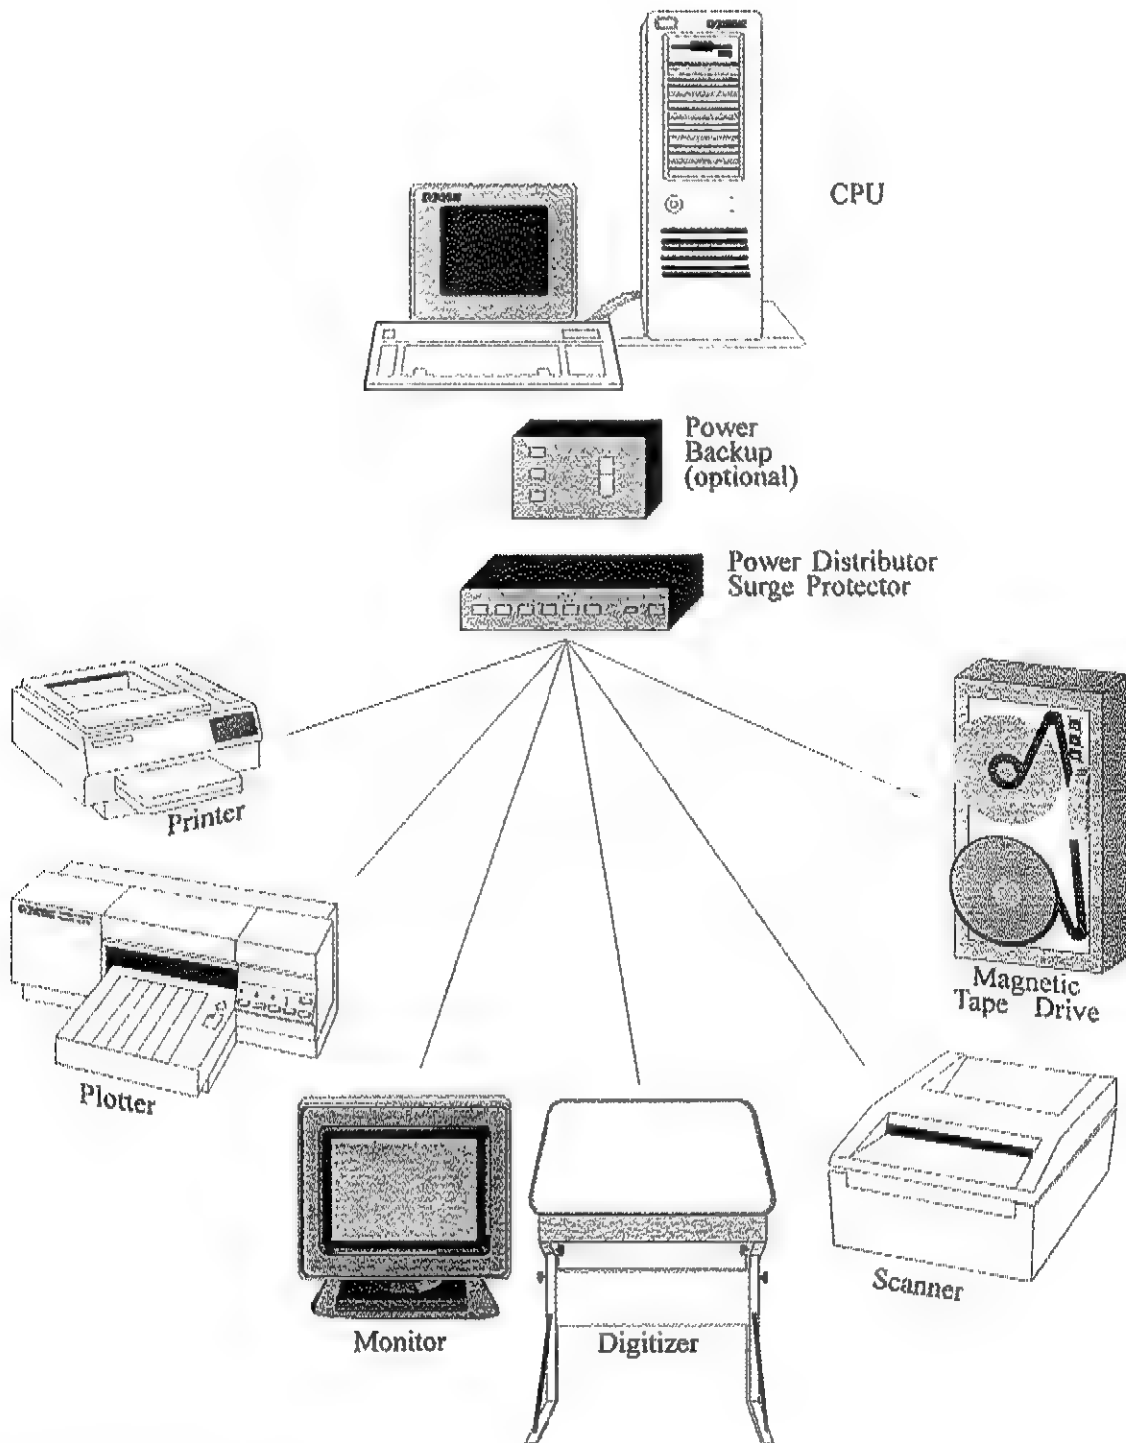 CPU
Power
Backup
(optional)
Power Distributor
Surge Protector
Printer
Magnetic
Tape Drive
Plotter
Scanner
Monitor
Digitizer